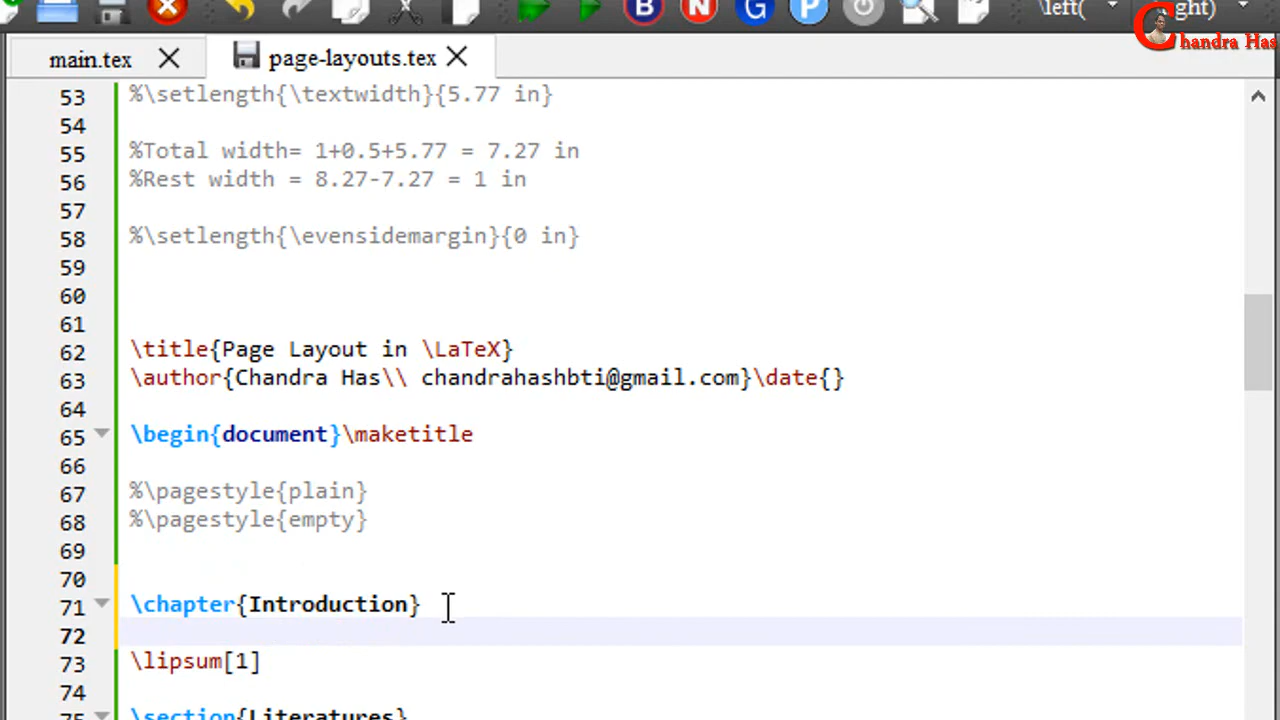 B N G P \left( ght)
Chandra Has
main.tex page-layouts.tex
53 %\setlength{\textwidth}{5.77 in}
54
55 %Total width= 1+0.5+5.77 = 7.27 in
56 %Rest width = 8.27-7.27 = 1 in
57
58 %\setlength{\evensidemargin}{0 in}
59
60
61
62 \title{Page Layout in \LaTeX}
63 \author{Chandra Has\\ chandrahashbti@gmail.com}\date{}
64
65 \begin{document}\maketitle
66
67 %\pagestyle{plain}
68 %\pagestyle{empty}
69
70
71 \chapter{Introduction}
72
73 \lipsum[1]
74
75 \section{Literatures}